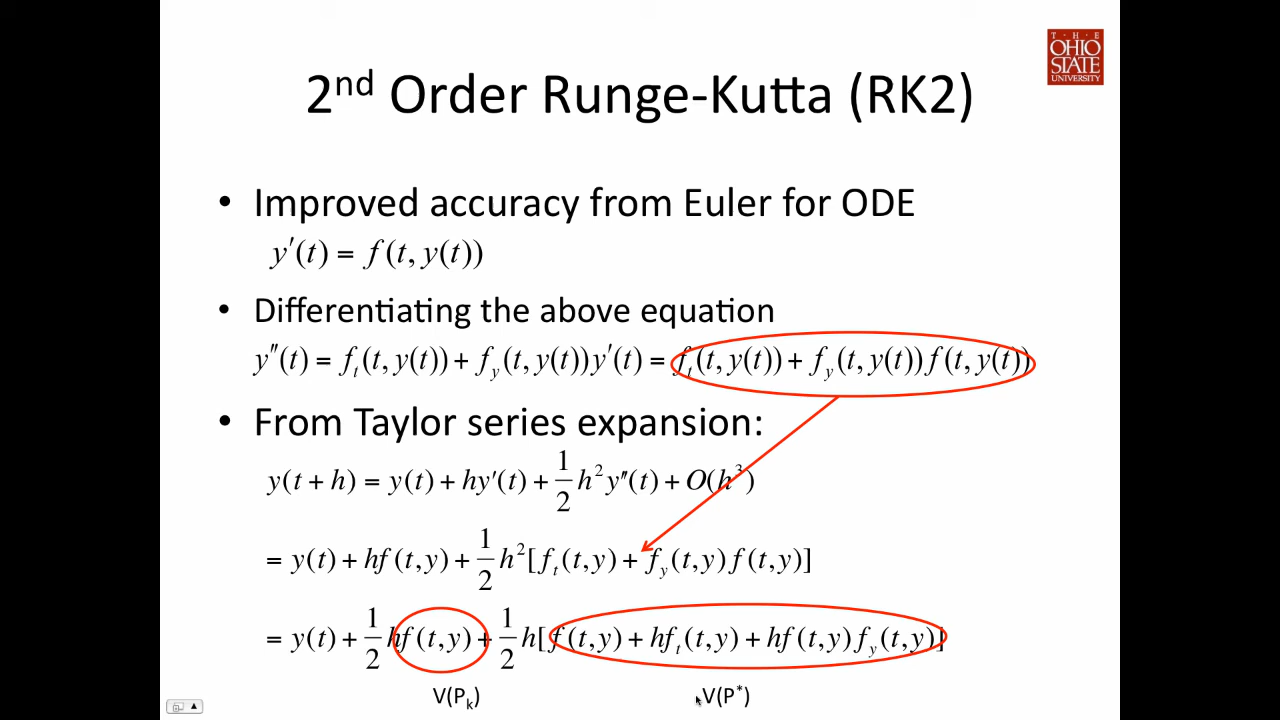 T · H · E
OHIO
STATE
UNIVERSITY
2nd Order Runge-Kutta (RK2)
• Improved accuracy from Euler for ODE
y′(t) = f(t, y(t))
• Differentiating the above equation
y″(t) = f_t(t, y(t)) + f_y(t, y(t))y′(t) = f_t(t, y(t)) + f_y(t, y(t))f(t, y(t))
• From Taylor series expansion:
y(t + h) = y(t) + hy′(t) + 1/2 h²y″(t) + O(h³)
= y(t) + hf(t,y) + 1/2 h²[f_t(t,y) + f_y(t,y)f(t,y)]
= y(t) + 1/2 hf(t,y) + 1/2 h[f(t,y) + hf_t(t,y) + hf(t,y)f_y(t,y)]
V(P_k) V(P*)